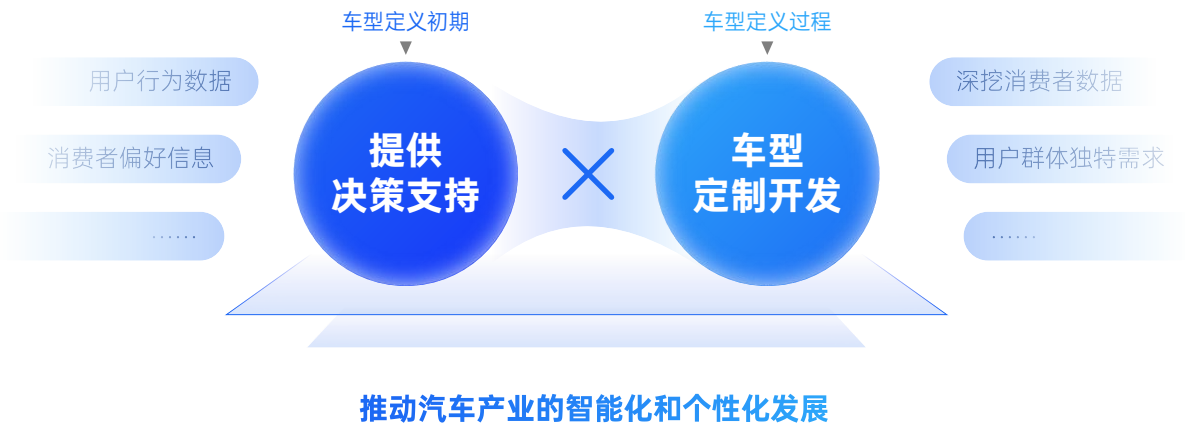 车型定义初期
车型定义过程
用户行为数据
消费者偏好信息
······
提供
决策支持
车型
定制开发
深挖消费者数据
用户群体独特需求
······
推动汽车产业的智能化和个性化发展